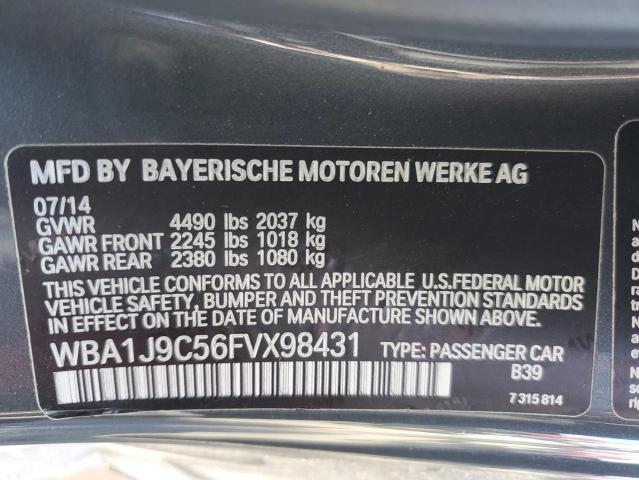 MFD BY BAYERISCHE MOTOREN WERKE AG
07/14
GVWR 4490 lbs 2037 kg
GAWR FRONT 2245 lbs 1018 kg
GAWR REAR 2380 lbs 1080 kg
THIS VEHICLE CONFORMS TO ALL APPLICABLE U.S.FEDERAL MOTOR
VEHICLE SAFETY, BUMPER AND THEFT PREVENTION STANDARDS
IN EFFECT ON THE DATE OF MANUFACTURE SHOWN ABOVE.
WBA1J9C56FVX98431 TYPE: PASSENGER CAR
B39
7 315 814